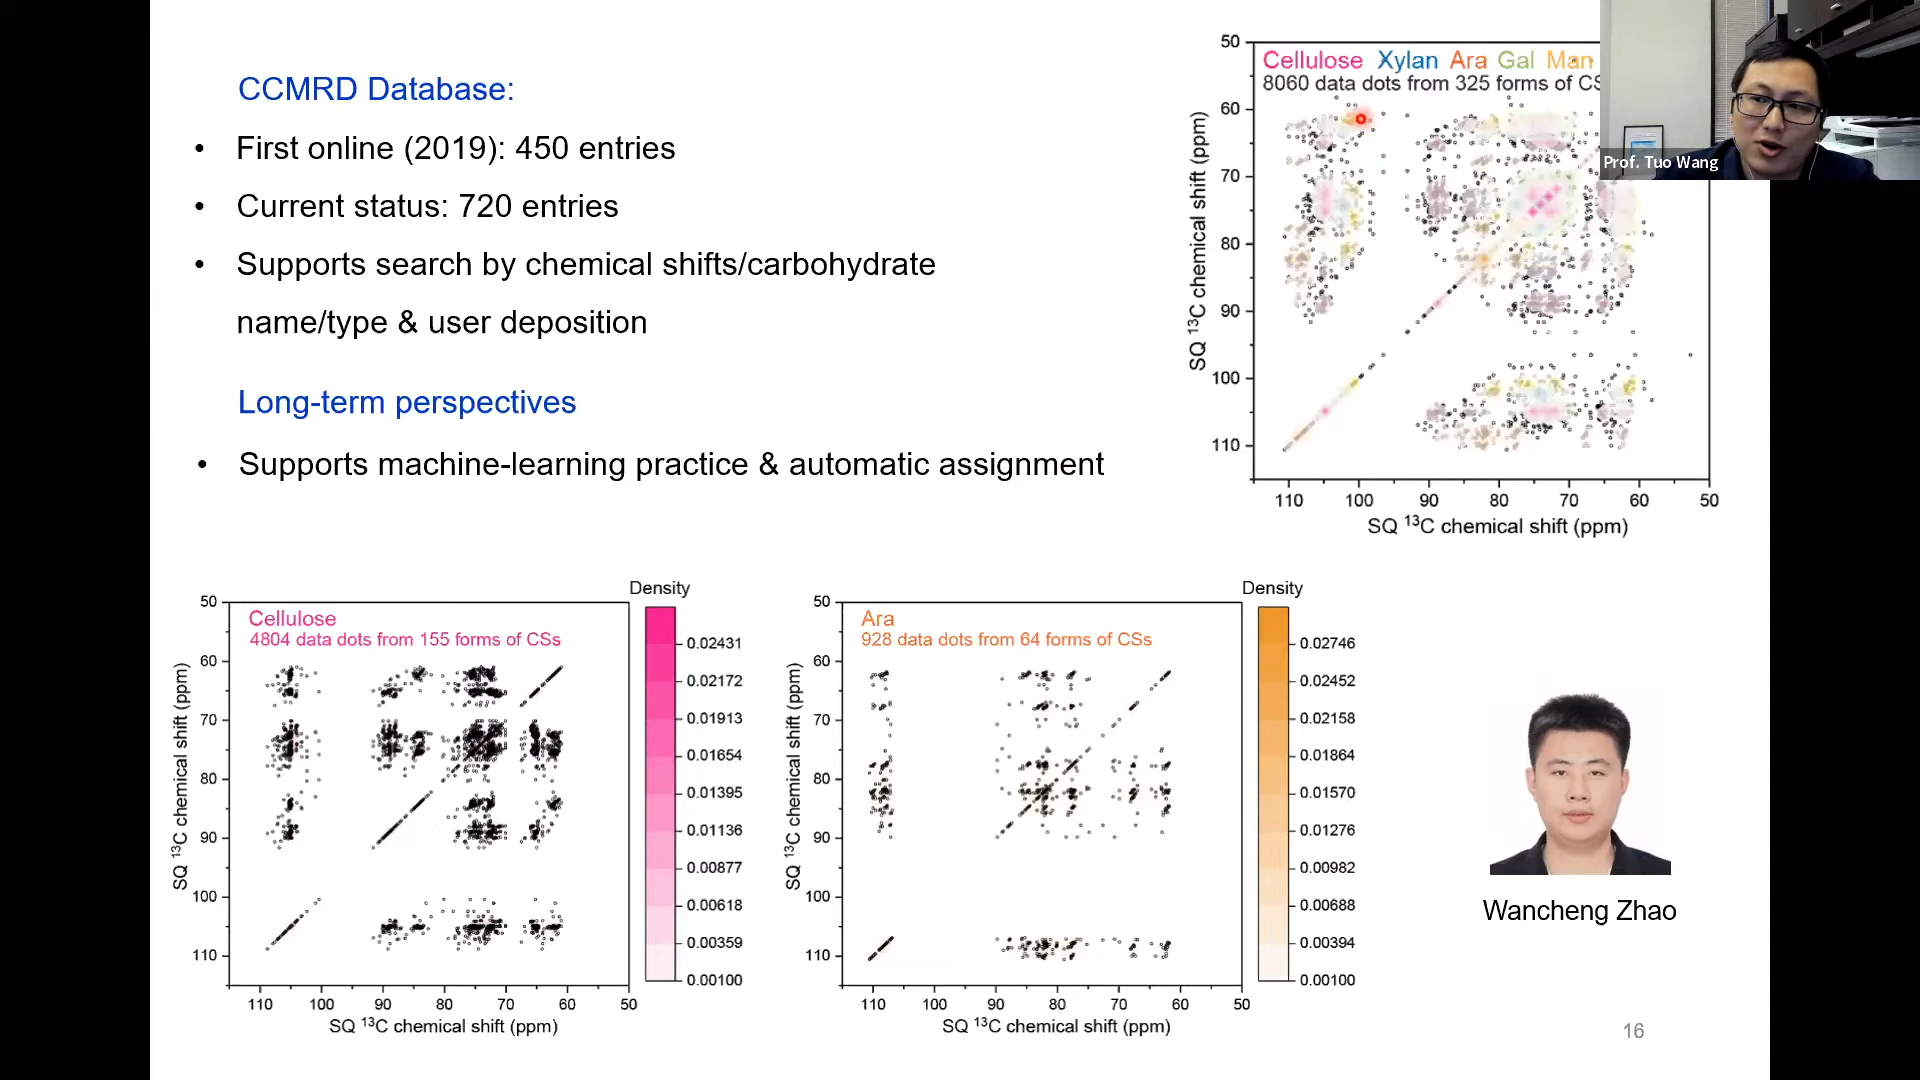 CCMRD Database:
• First online (2019): 450 entries
• Current status: 720 entries
• Supports search by chemical shifts/carbohydrate
name/type & user deposition
Long-term perspectives
• Supports machine-learning practice & automatic assignment
Cellulose Xylan Ara Gal Man
8060 data dots from 325 forms of CS
50
60
70
80
90
100
110
SQ ¹³C chemical shift (ppm)
110 100 90 80 70 60 50
SQ ¹³C chemical shift (ppm)
Prof. Tuo Wang
Cellulose
4804 data dots from 155 forms of CSs
50
60
70
80
90
100
110
SQ ¹³C chemical shift (ppm)
110 100 90 80 70 60 50
SQ ¹³C chemical shift (ppm)
Density
0.02431
0.02172
0.01913
0.01654
0.01395
0.01136
0.00877
0.00618
0.00359
0.00100
Ara
928 data dots from 64 forms of CSs
50
60
70
80
90
100
110
SQ ¹³C chemical shift (ppm)
110 100 90 80 70 60 50
SQ ¹³C chemical shift (ppm)
Density
0.02746
0.02452
0.02158
0.01864
0.01570
0.01276
0.00982
0.00688
0.00394
0.00100
Wancheng Zhao
16